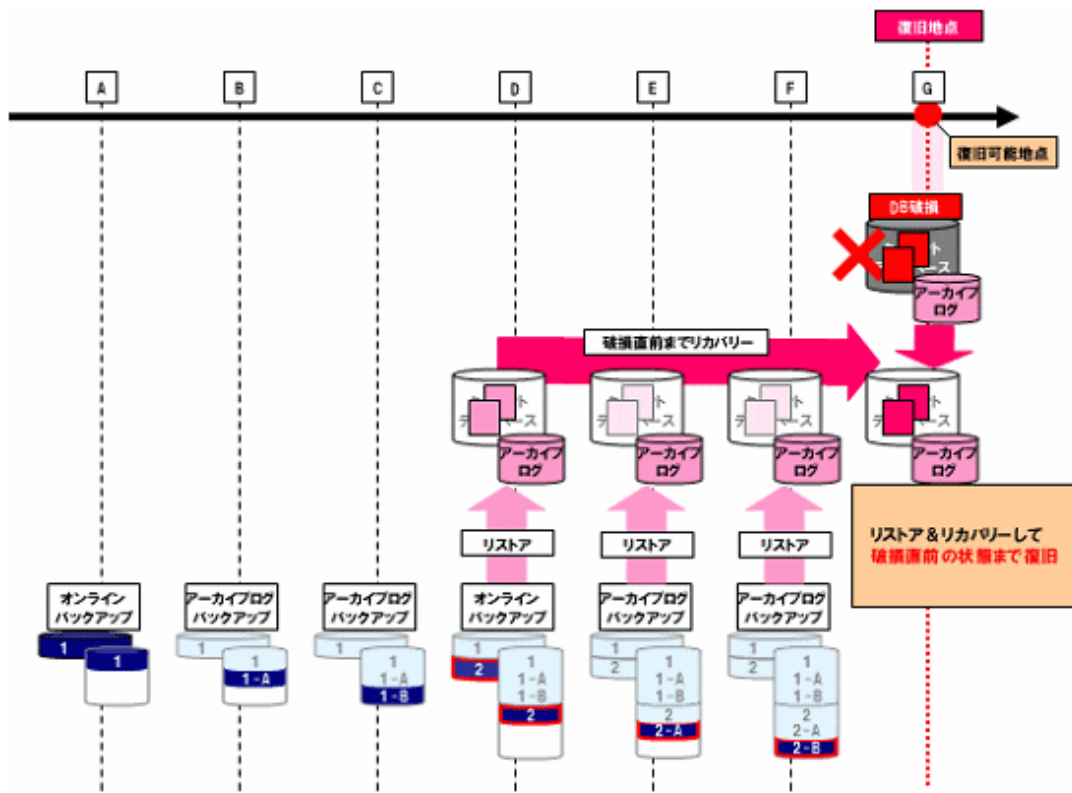 復旧地点
A
B
C
D
E
F
G
復旧可能地点
DB破損
アーカイブ
ログ
破損直前までリカバリー
アーカイブ
ログ
アーカイブ
ログ
アーカイブ
ログ
アーカイブ
ログ
リストア
リストア
リストア
リストア&リカバリーして
破損直前の状態まで復旧
オンライン
バックアップ
アーカイブログ
バックアップ
アーカイブログ
バックアップ
オンライン
バックアップ
アーカイブログ
バックアップ
アーカイブログ
バックアップ
1
1
1
1
1-A
1
1
1-A
1-B
1
2
1
1-A
1-B
2
1
2
1
1-A
1-B
2
2-A
1
2
1
1-A
1-B
2
2-A
2-B